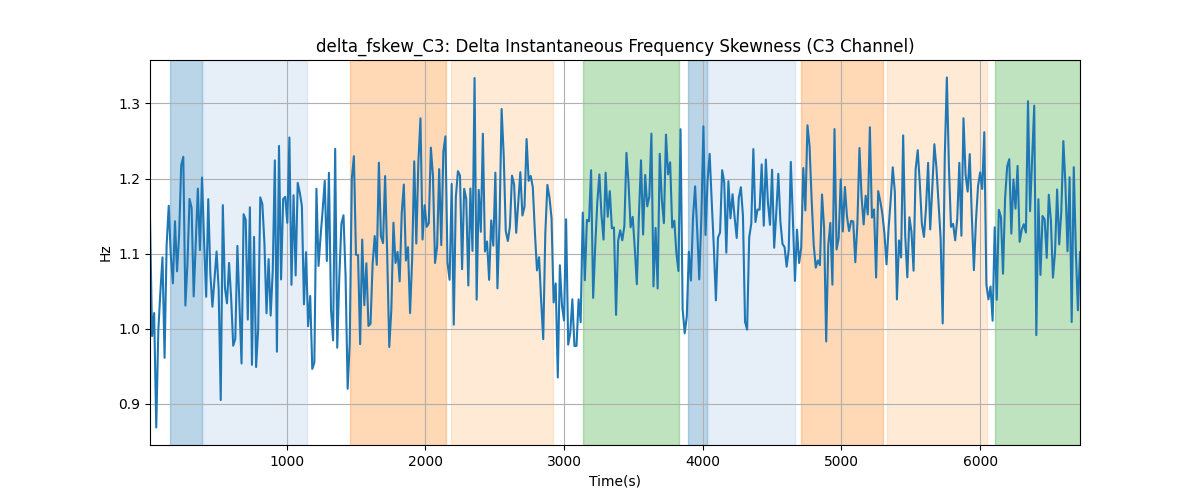 delta_fskew_C3: Delta Instantaneous Frequency Skewness (C3 Channel)
1.3
1.2
1.1
1.0
0.9
Hz
1000 2000 3000 4000 5000 6000
Time(s)